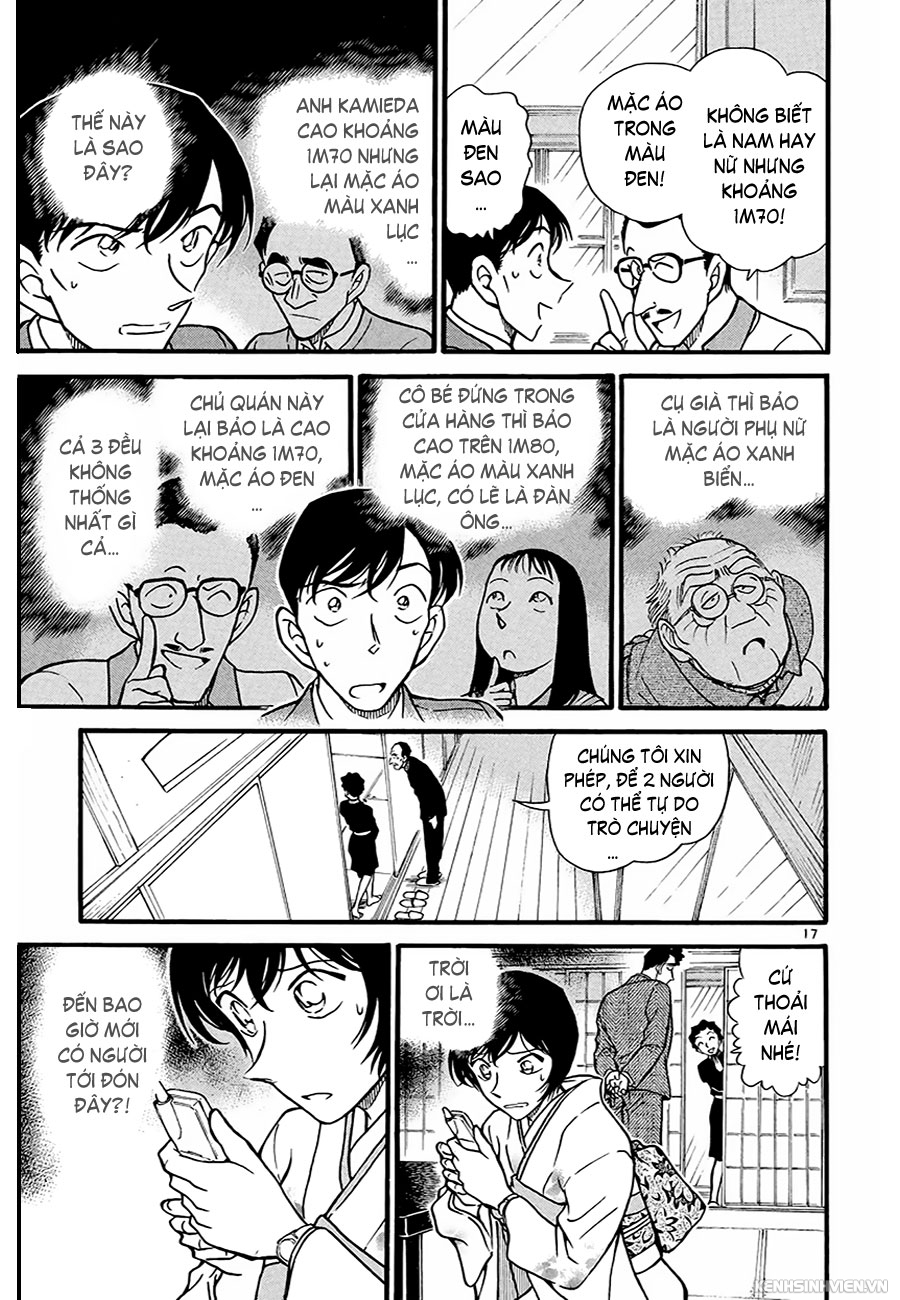 KHÔNG BIẾT
LÀ NAM HAY
NỮ NHƯNG
KHOẢNG
1M70!
MẶC ÁO
TRONG
MÀU
ĐEN!
MÀU
ĐEN
SAO
...
ANH KAMIEDA
CAO KHOẢNG
1M70 NHƯNG
LẠI MẶC ÁO
MÀU XANH
LỤC
...
THẾ NÀY
LÀ SAO
ĐÂY?
CỤ GIÀ THÌ BẢO
LÀ NGƯỜI PHỤ NỮ
MẶC ÁO XANH
BIỂN...
CÔ BÉ ĐỨNG TRONG
CỬA HÀNG THÌ BẢO
CAO TRÊN 1M80,
MẶC ÁO MÀU XANH
LỤC, CÓ LẼ LÀ ĐÀN
ÔNG...
CHỦ QUÁN NÀY
LẠI BẢO LÀ CAO
KHOẢNG 1M70,
MẶC ÁO ĐEN
...
CẢ 3 ĐỀU
KHÔNG
THỐNG
NHẤT GÌ
CẢ...
CHÚNG TÔI XIN
PHÉP, ĐỂ 2 NGƯỜI
CÓ THỂ TỰ DO
TRÒ CHUYỆN
...
17
CỨ
THOẢI
MÁI
NHÉ!
TRỜI
ƠI LÀ
TRỜI...
ĐẾN BAO
GIỜ MỚI
CÓ NGƯỜI
TỚI ĐÓN
ĐÂY?!
KENHSINHVIEN.VN